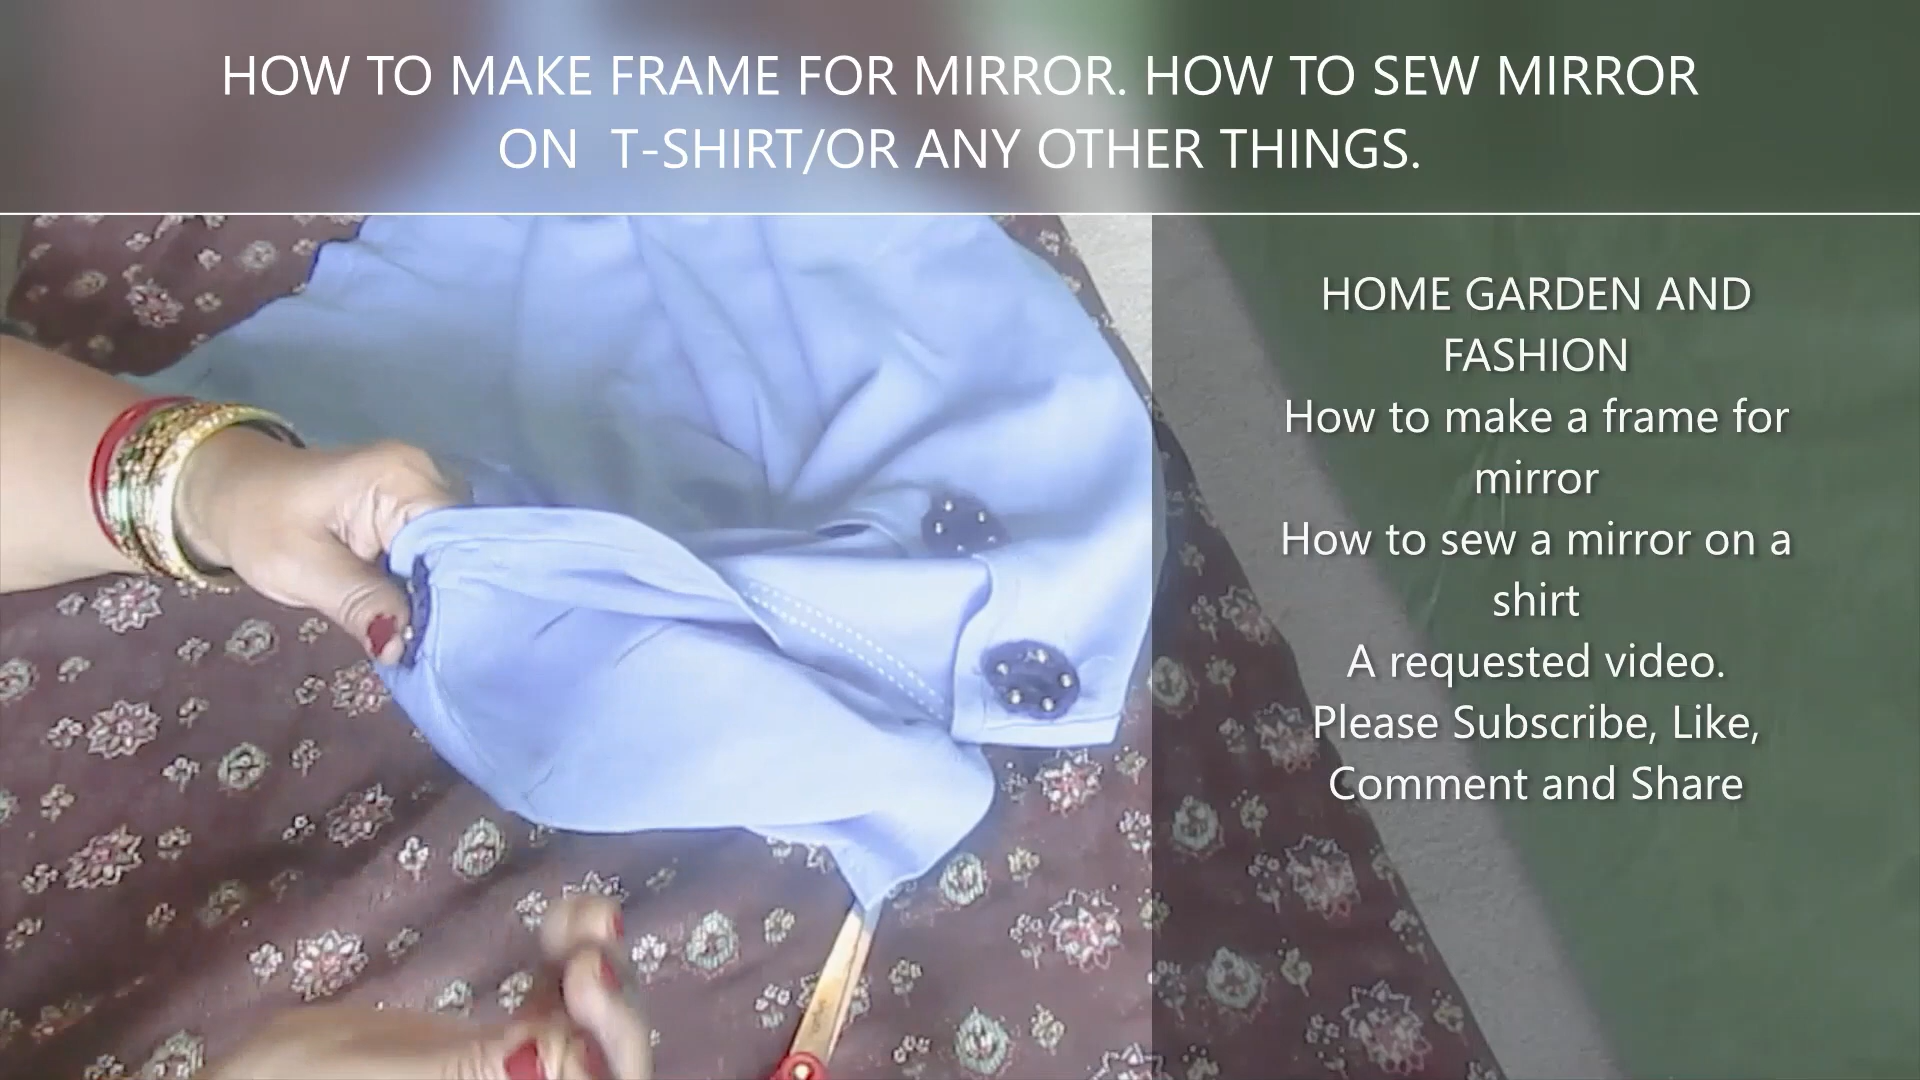 HOW TO MAKE FRAME FOR MIRROR. HOW TO SEW MIRROR
ON  T-SHIRT/OR ANY OTHER THINGS.
HOME GARDEN AND
FASHION
How to make a frame for
mirror
How to sew a mirror on a
shirt
A requested video.
Please Subscribe, Like,
Comment and Share